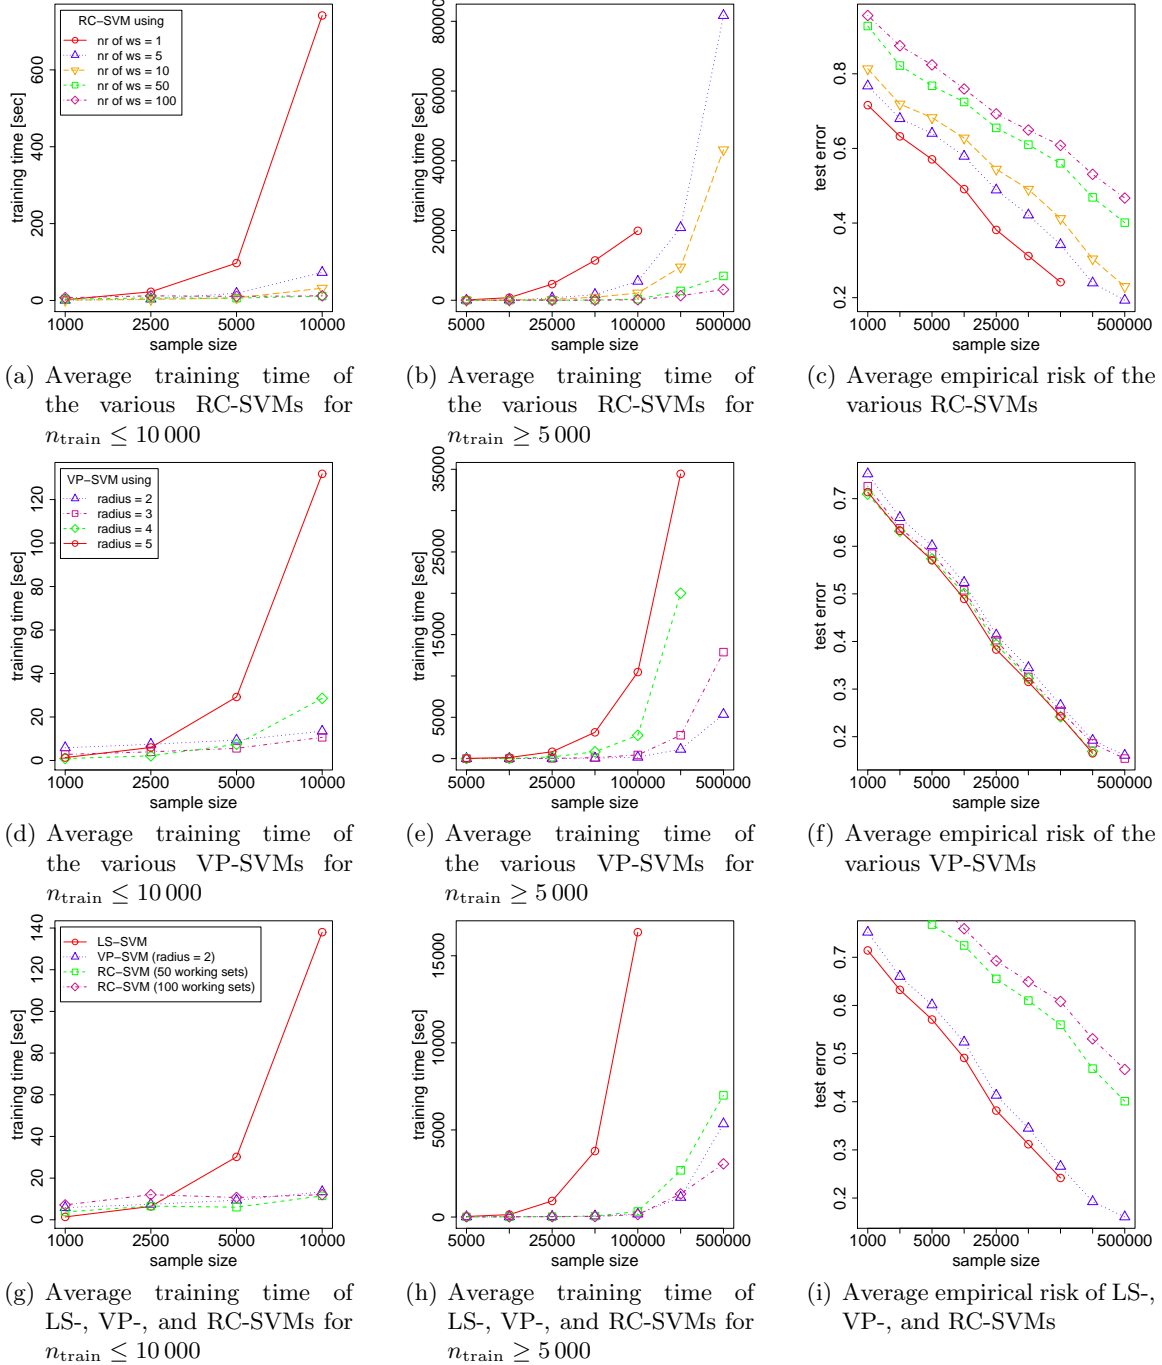 RC−SVM using
nr of ws = 1
nr of ws = 5
nr of ws = 10
nr of ws = 50
nr of ws = 100
training time [sec]
0 200 400 600
1000 2500 5000 10000
sample size
(a) Average training time of
the various RC-SVMs for
n_train ≤ 10 000
training time [sec]
0 20000 40000 60000 80000
5000 25000 100000 500000
sample size
(b) Average training time of
the various RC-SVMs for
n_train ≥ 5 000
test error
0.2 0.4 0.6 0.8
1000 5000 25000 500000
sample size
(c) Average empirical risk of the
various RC-SVMs
VP−SVM using
radius = 2
radius = 3
radius = 4
radius = 5
training time [sec]
0 20 40 60 80 100 120
1000 2500 5000 10000
sample size
(d) Average training time of
the various VP-SVMs for
n_train ≤ 10 000
training time [sec]
0 5000 15000 25000 35000
5000 25000 100000 500000
sample size
(e) Average training time of
the various VP-SVMs for
n_train ≥ 5 000
test error
0.2 0.3 0.4 0.5 0.6 0.7
1000 5000 25000 500000
sample size
(f) Average empirical risk of the
various VP-SVMs
LS−SVM
VP−SVM (radius = 2)
RC−SVM (50 working sets)
RC−SVM (100 working sets)
training time [sec]
0 20 40 60 80 100 120 140
1000 2500 5000 10000
sample size
(g) Average training time of
LS-, VP-, and RC-SVMs for
n_train ≤ 10 000
training time [sec]
0 5000 10000 15000
5000 25000 100000 500000
sample size
(h) Average training time of
LS-, VP-, and RC-SVMs for
n_train ≥ 5 000
test error
0.2 0.3 0.4 0.5 0.6 0.7
1000 5000 25000 500000
sample size
(i) Average empirical risk of LS-,
VP-, and RC-SVMs